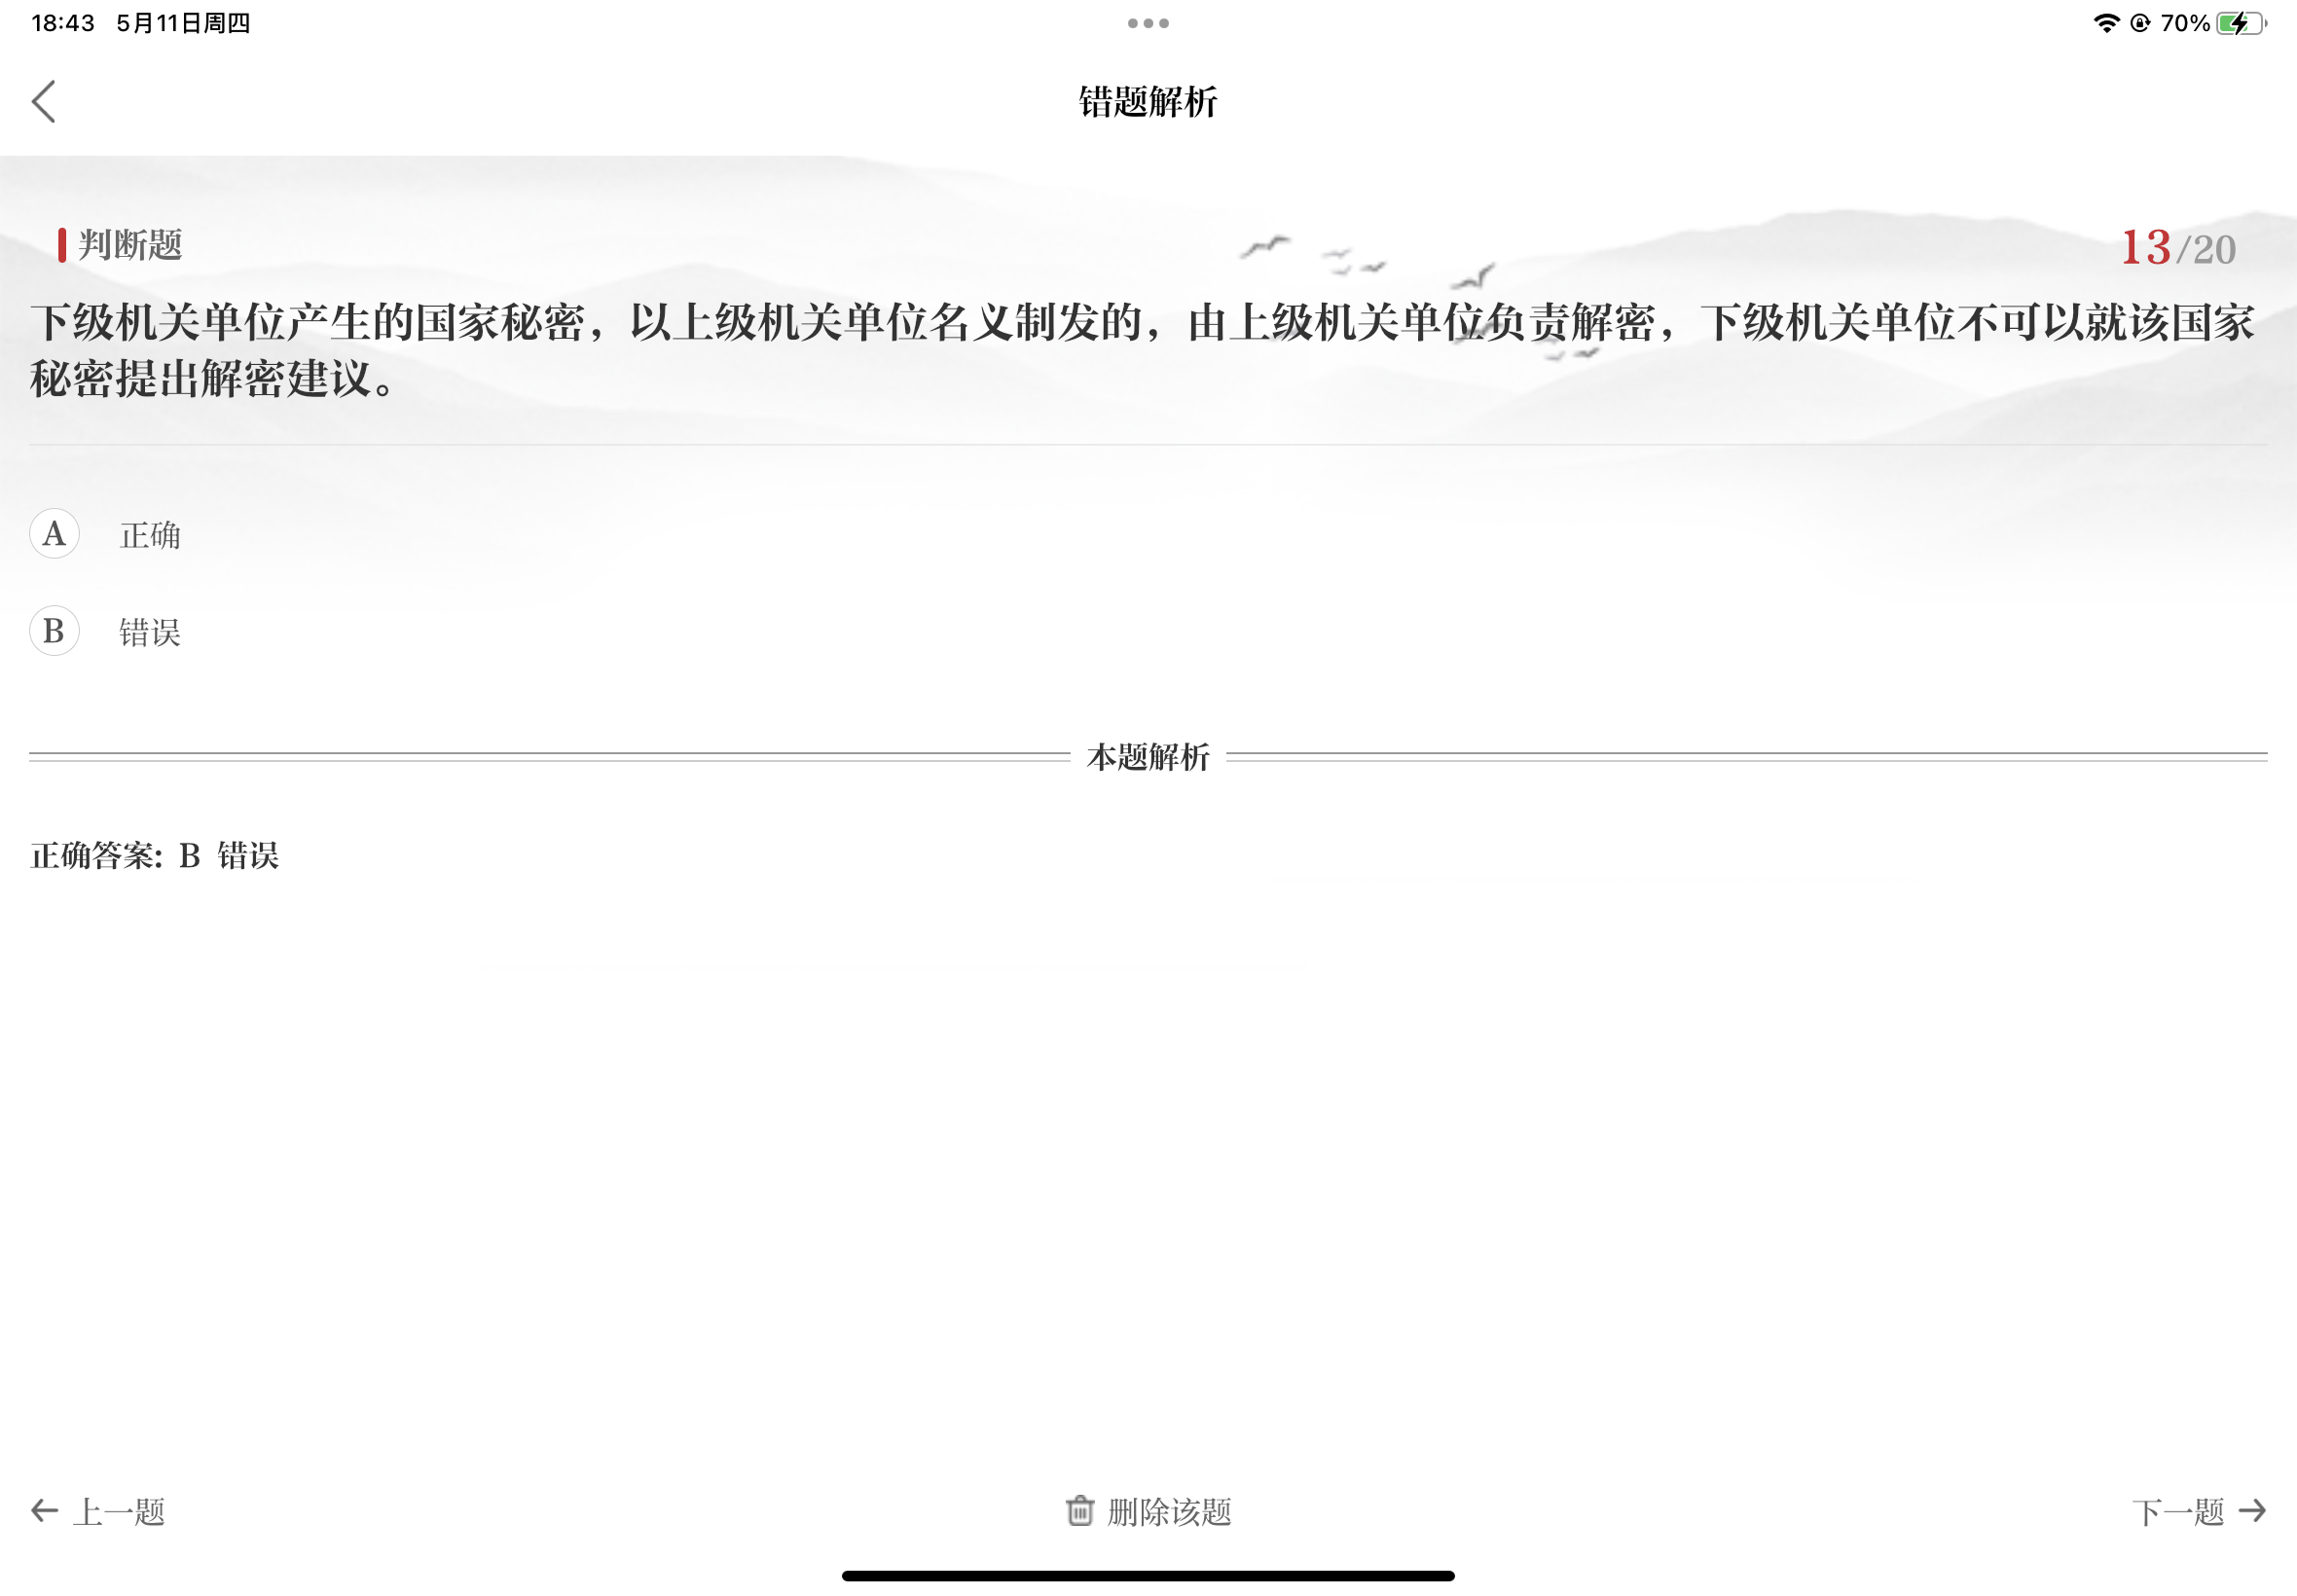 18:43 5月11日周四
70%
错题解析
判断题
13/20
下级机关单位产生的国家秘密，以上级机关单位名义制发的，由上级机关单位负责解密，下级机关单位不可以就该国家
秘密提出解密建议。
A 正确
B 错误
本题解析
正确答案: B 错误
上一题
删除该题
下一题